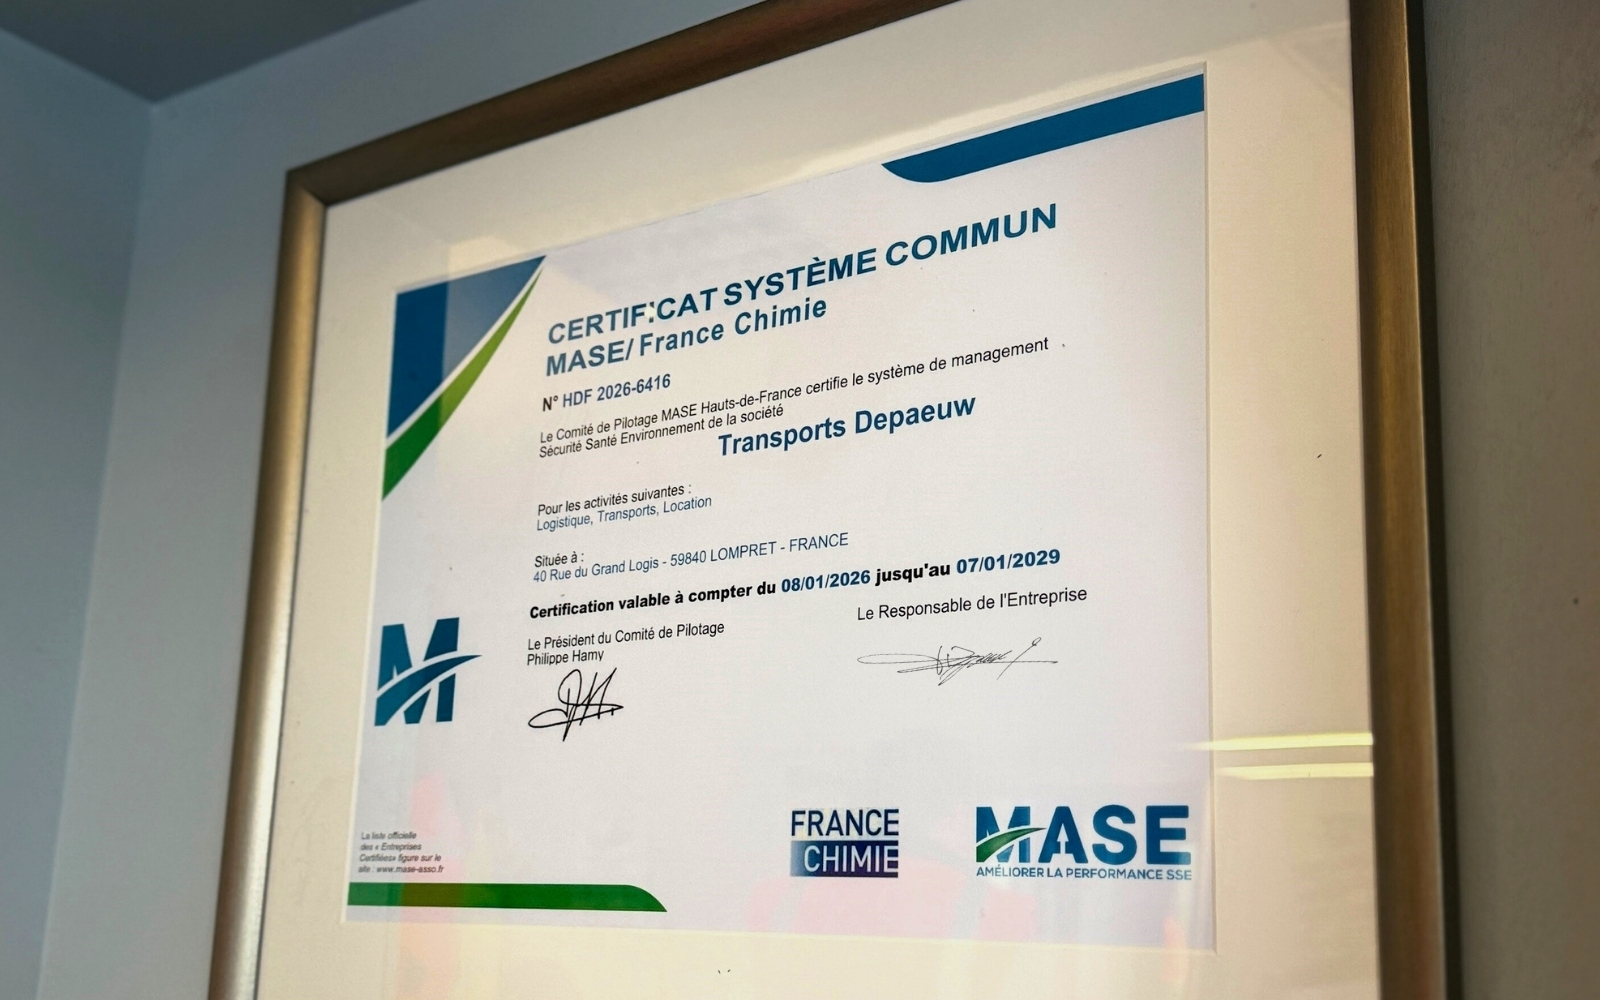 CERTIFICAT SYSTÈME COMMUN
MASE/ France Chimie
N° HDF 2026-6416
Le Comité de Pilotage MASE Hauts-de-France certifie le système de management
Sécurité Santé Environnement de la société
Transports Depaeuw
Pour les activités suivantes :
Logistique, Transports, Location
Située à :
40 Rue du Grand Logis - 59840 LOMPRET - FRANCE
Certification valable à compter du 08/01/2026 jusqu'au 07/01/2029
Le Président du Comité de Pilotage
Philippe Hamy
Le Responsable de l'Entreprise
M
La liste officielle
des « Entreprises
Certifiées» figure sur le
site : www.mase-asso.fr
FRANCE
CHIMIE
MASE
AMÉLIORER LA PERFORMANCE SSE